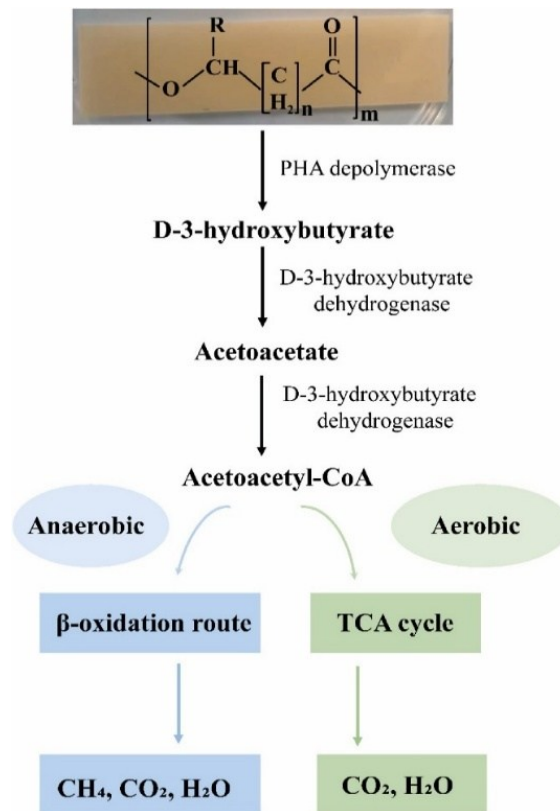 R
O
O
CH
C
H₂
n
C
m
PHA depolymerase
D-3-hydroxybutyrate
D-3-hydroxybutyrate
dehydrogenase
Acetoacetate
D-3-hydroxybutyrate
dehydrogenase
Acetoacetyl-CoA
Anaerobic
Aerobic
β-oxidation route
TCA cycle
CH₄, CO₂, H₂O
CO₂, H₂O